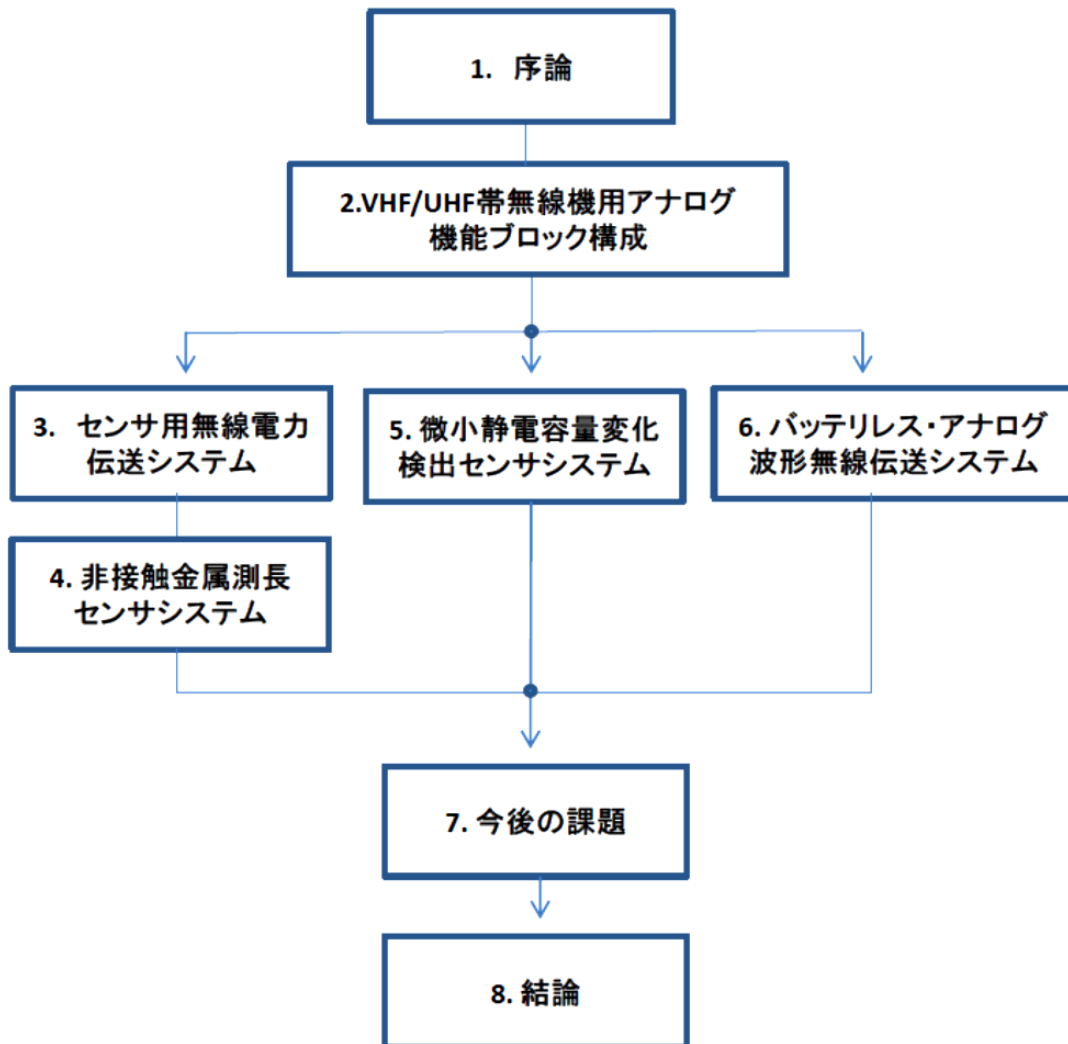 1. 序論
2.VHF/UHF帯無線機用アナログ
機能ブロック構成
3. センサ用無線電力
伝送システム
4. 非接触金属測長
センサシステム
5. 微小静電容量変化
検出センサシステム
6. バッテリレス・アナログ
波形無線伝送システム
7. 今後の課題
8. 結論